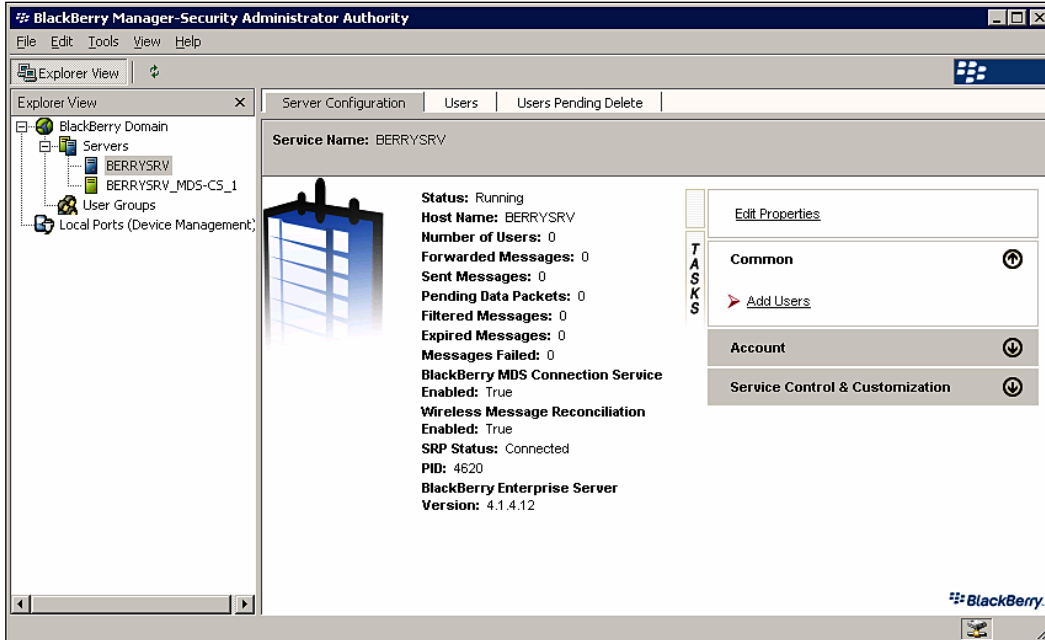 BlackBerry Manager-Security Administrator Authority
File Edit Tools View Help
Explorer View
Explorer View
BlackBerry Domain
Servers
BERRYSRV
BERRYSRV_MDS-CS_1
User Groups
Local Ports (Device Management)
Server Configuration Users Users Pending Delete
Service Name: BERRYSRV
Status: Running
Host Name: BERRYSRV
Number of Users: 0
Forwarded Messages: 0
Sent Messages: 0
Pending Data Packets: 0
Filtered Messages: 0
Expired Messages: 0
Messages Failed: 0
BlackBerry MDS Connection Service
Enabled: True
Wireless Message Reconciliation
Enabled: True
SRP Status: Connected
PID: 4620
BlackBerry Enterprise Server
Version: 4.1.4.12
TASKS
Edit Properties
Common
Add Users
Account
Service Control & Customization
BlackBerry.